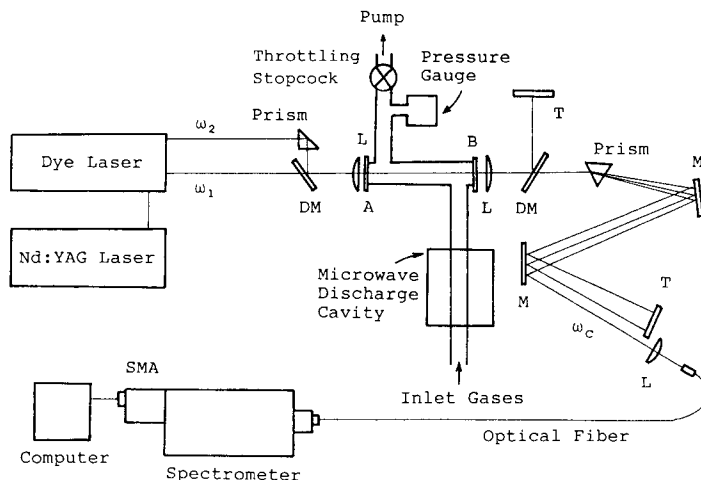 Pump
Throttling
Stopcock
Pressure
Gauge
Prism
ω₂
Dye Laser
ω₁
Nd:YAG Laser
DM
L
A
B
L
T
DM
Prism
M
M
Microwave
Discharge
Cavity
T
ω_C
L
Inlet Gases
SMA
Optical Fiber
Computer
Spectrometer